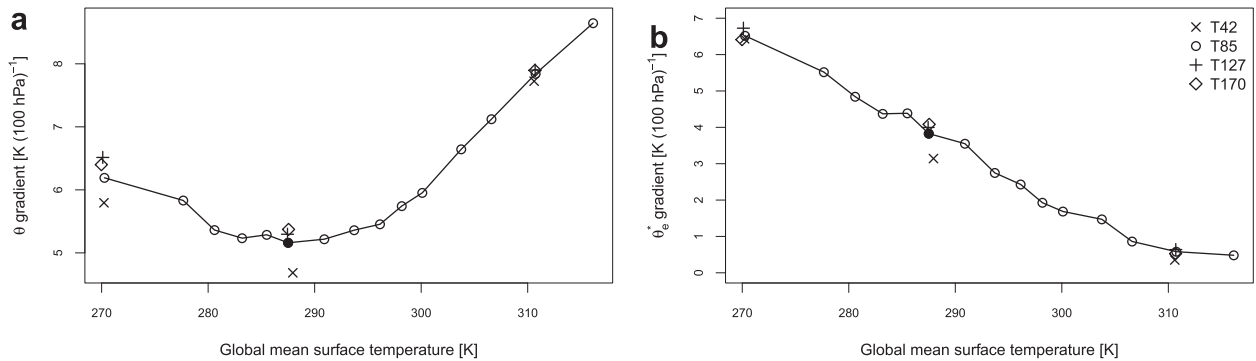 a
θ gradient [K (100 hPa)⁻¹]
8
7
6
5
270 280 290 300 310
Global mean surface temperature [K]
b
θₑ* gradient [K (100 hPa)⁻¹]
7
6
5
4
3
2
1
0
270 280 290 300 310
Global mean surface temperature [K]
T42
T85
T127
T170